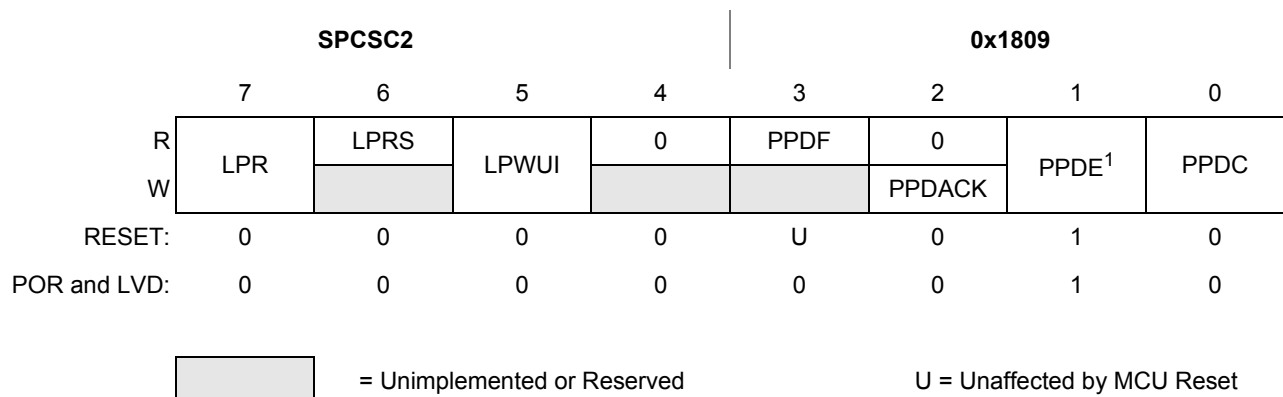 SPCSC2 0x1809
7 6 5 4 3 2 1 0
R LPR LPRS LPWUI 0 PPDF 0 PPDE1 PPDC
W PPDACK
RESET: 0 0 0 0 U 0 1 0
POR and LVD: 0 0 0 0 0 0 1 0
= Unimplemented or Reserved U = Unaffected by MCU Reset